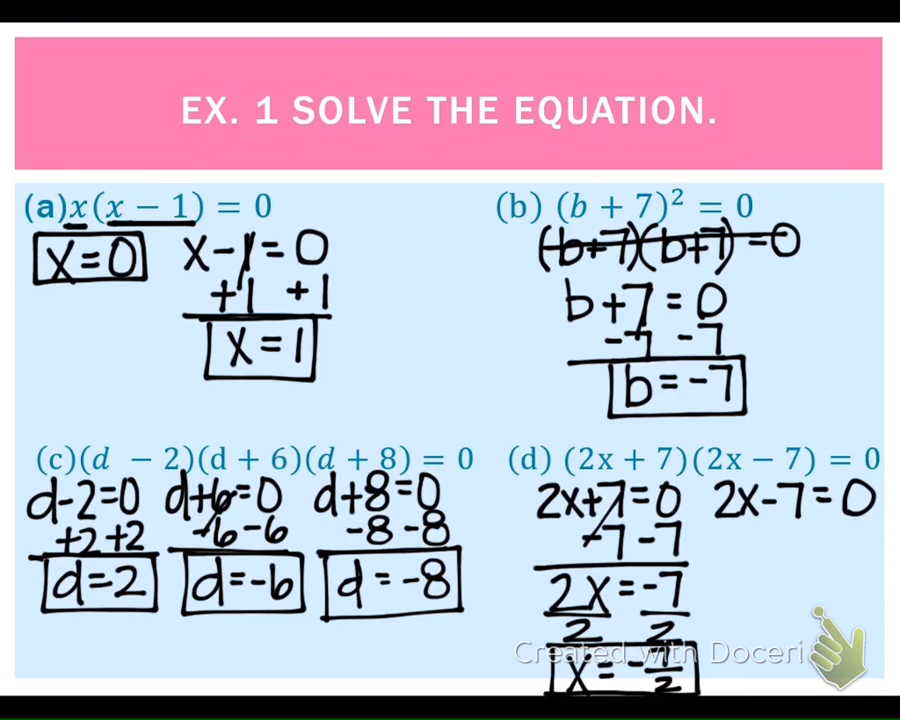 EX. 1 SOLVE THE EQUATION.
(a) x(x − 1) = 0
x=0
x-1=0
+1 +1
x=1
(b) (b + 7)² = 0
(b+7)(b+7)=0
b+7=0
-7 -7
b=-7
(c)(d − 2)(d + 6)(d + 8) = 0
d-2=0
+2 +2
d=2
d+6=0
-6 -6
d=-6
d+8=0
-8 -8
d=-8
(d) (2x + 7)(2x − 7) = 0
2x+7=0
-7 -7
2x=-7
2 2
x=-7/2
2x-7=0
Created with Doceri